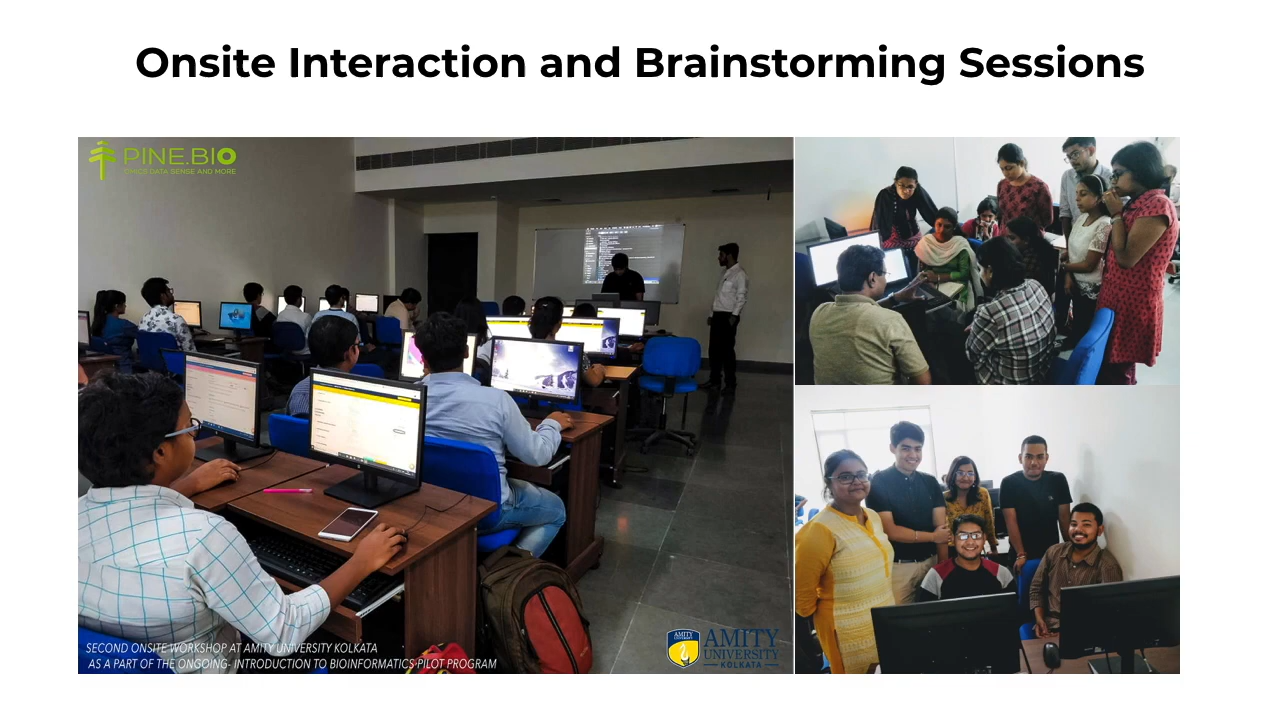 Onsite Interaction and Brainstorming Sessions
PINE.BIO
OMICS DATA SENSE AND MORE
SECOND ONSITE WORKSHOP AT AMITY UNIVERSITY KOLKATA
AS A PART OF THE ONGOING- INTRODUCTION TO BIOINFORMATICS PILOT PROGRAM
AMITY
UNIVERSITY
AMITY
UNIVERSITY
KOLKATA